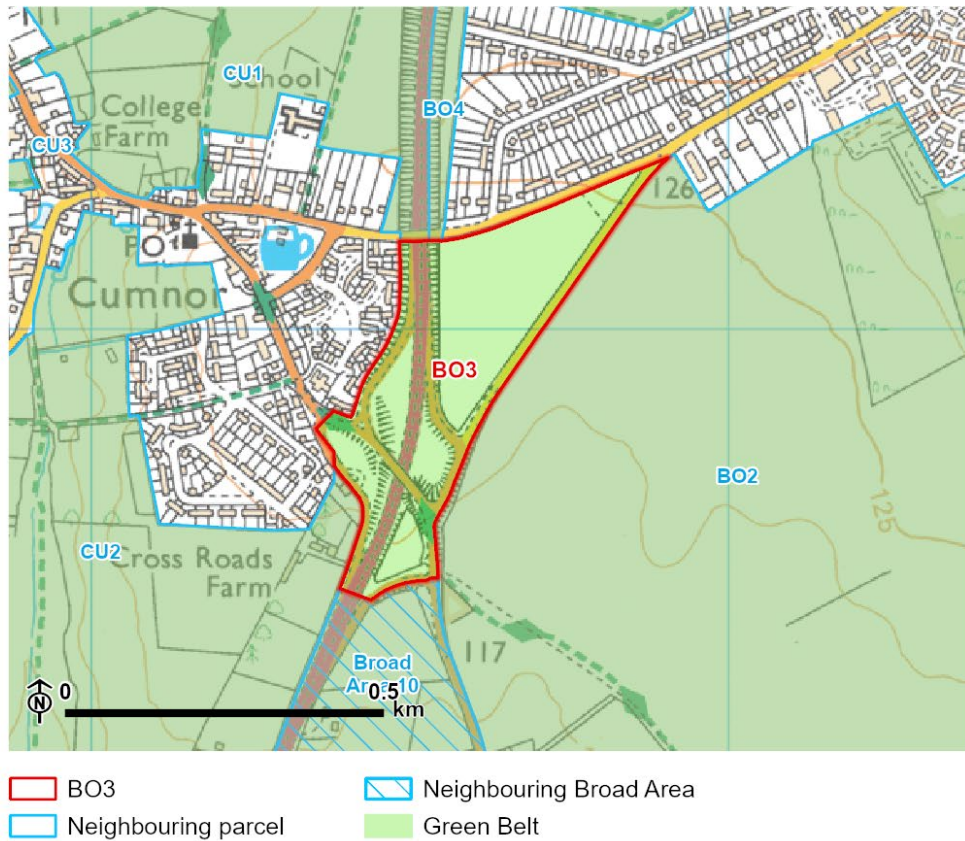 CU1
School
BO4
College
Farm
CU3
126
P
Cumnor
BO3
BO2
125
CU2
Cross Roads
Farm
117
Broad
Area 10
N
0
0.5
km
BO3
Neighbouring Broad Area
Neighbouring parcel
Green Belt